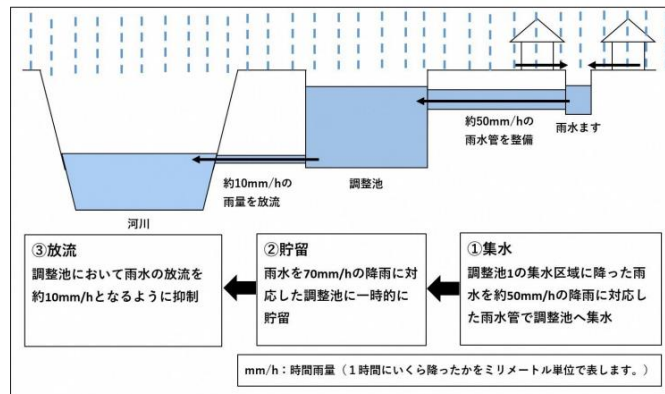 約50mm/hの
雨水管を整備
雨水ます
約10mm/hの
雨量を放流
調整池
河川
③放流
調整池において雨水の放流を
約10mm/hとなるように抑制
②貯留
雨水を70mm/hの降雨に対
応した調整池に一時的に
貯留
①集水
調整池1の集水区域に降った雨
水を約50mm/hの降雨に対応
した雨水管で調整池へ集水
mm/h：時間雨量（１時間にいくら降ったかをミリメートル単位で表します。）